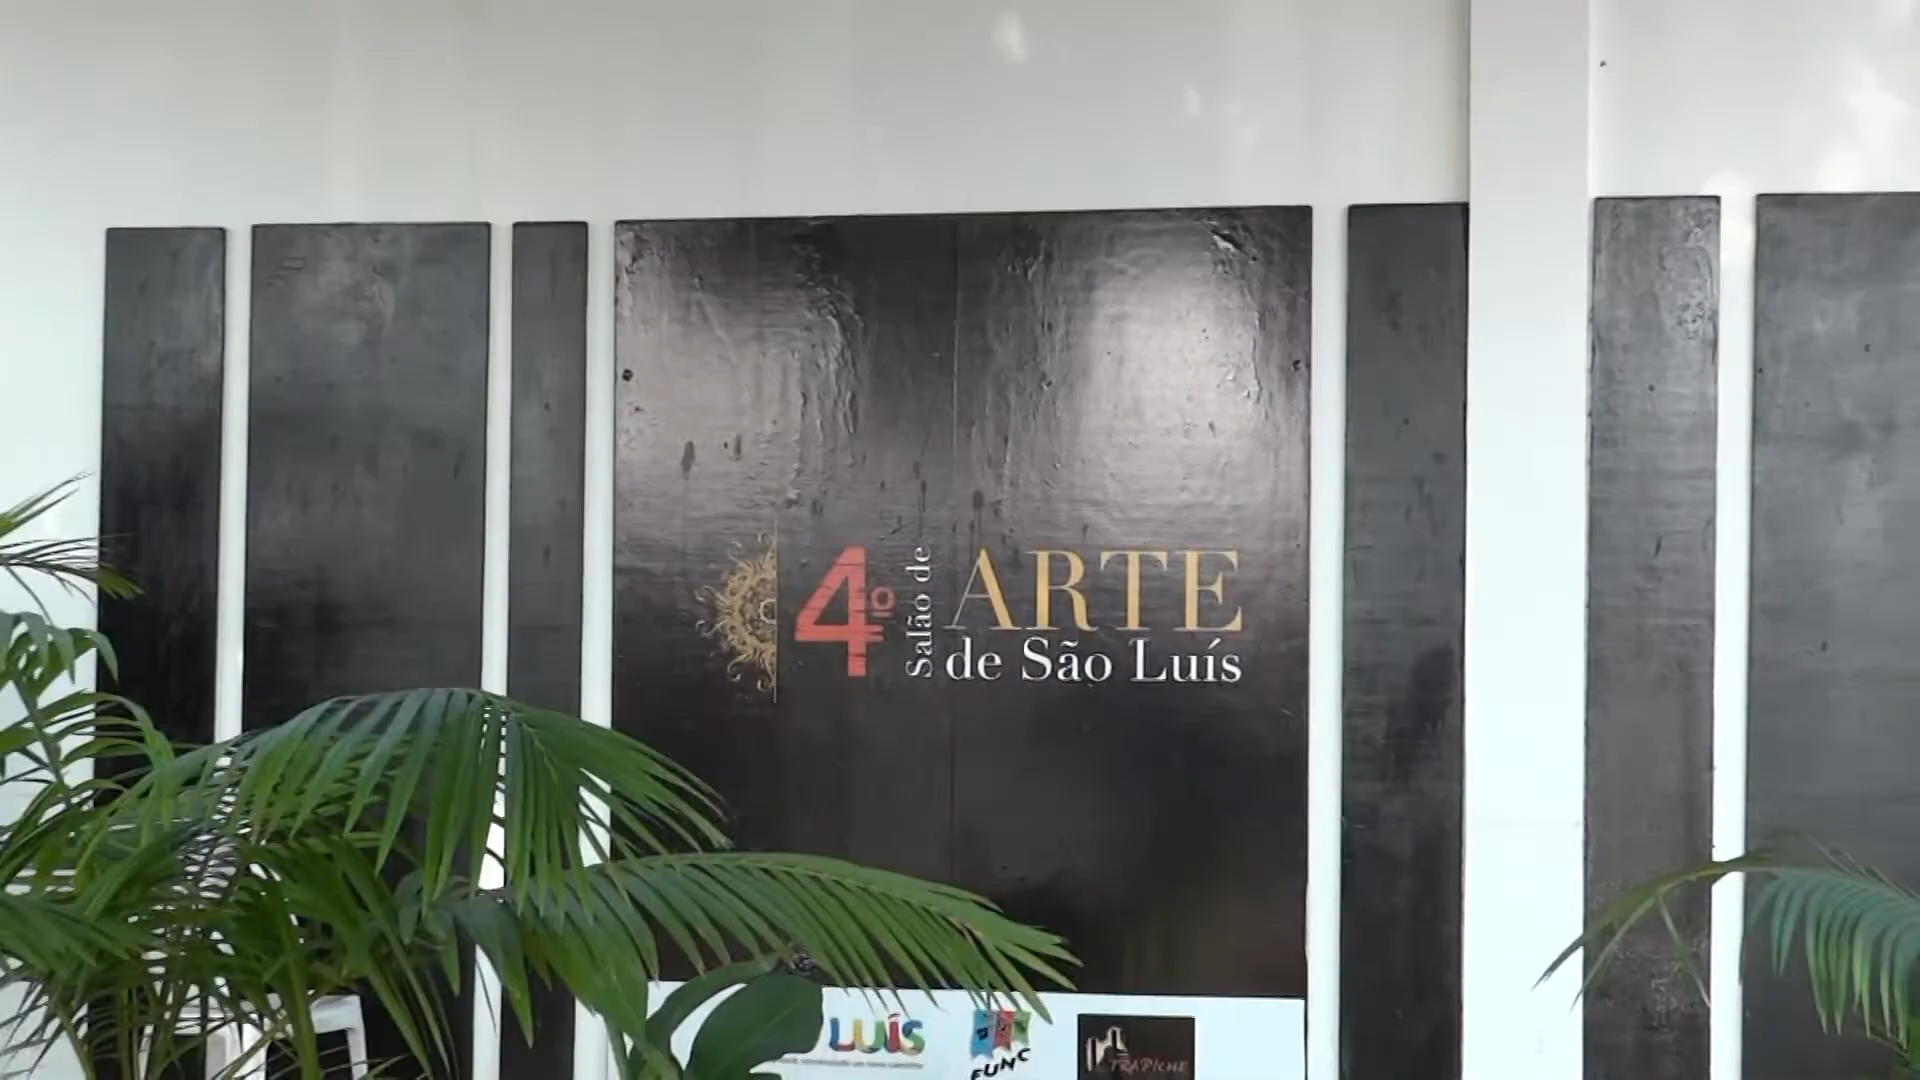 4º
Salão de
ARTE
de São Luís
LUÍS
FUNC
TRAPICHE